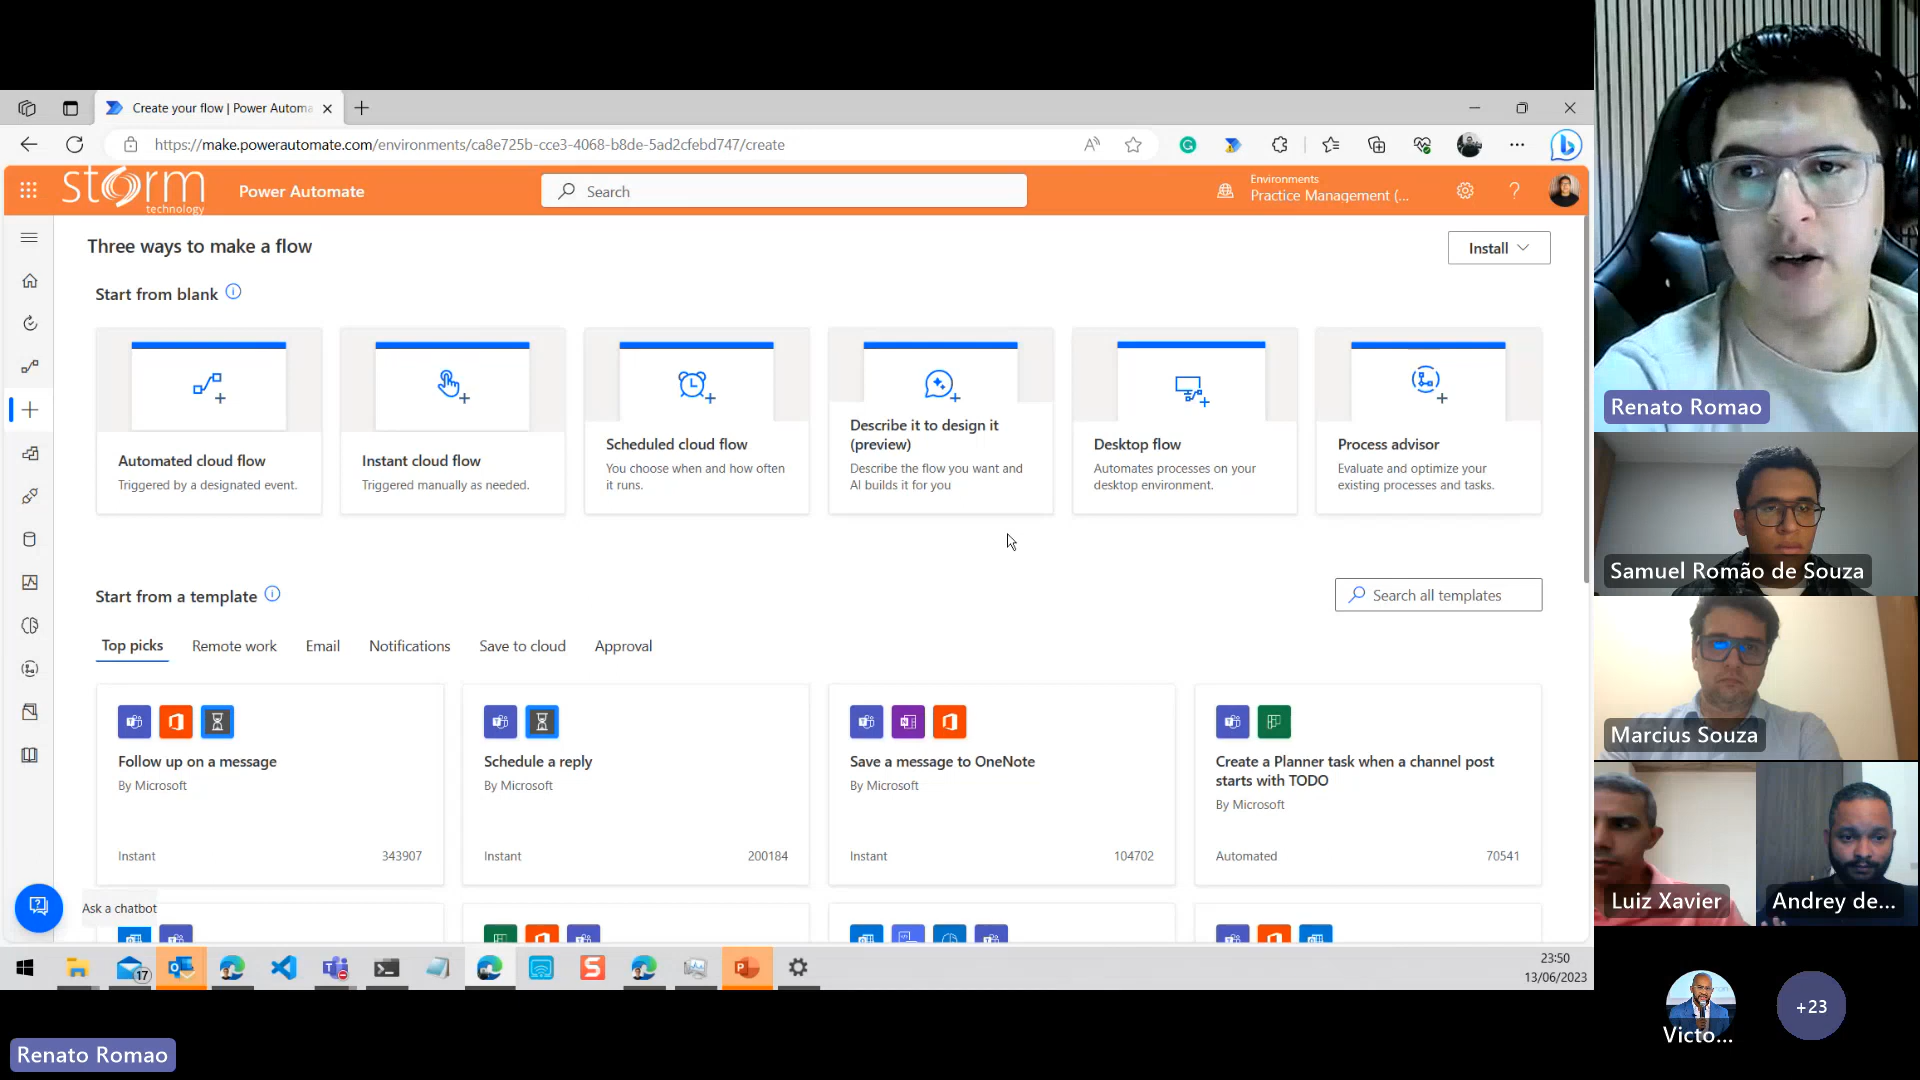 Create your flow | Power Automa
https://make.powerautomate.com/environments/ca8e725b-cce3-4068-b8de-5ad2cfebd747/create
storm
technology
Power Automate
Search
Environments
Practice Management (...
Three ways to make a flow
Install
Start from blank
Automated cloud flow
Triggered by a designated event.
Instant cloud flow
Triggered manually as needed.
Scheduled cloud flow
You choose when and how often
it runs.
Describe it to design it
(preview)
Describe the flow you want and
AI builds it for you
Desktop flow
Automates processes on your
desktop environment.
Process advisor
Evaluate and optimize your
existing processes and tasks.
Start from a template
Search all templates
Top picks
Remote work
Email
Notifications
Save to cloud
Approval
Follow up on a message
By Microsoft
Instant
343907
Schedule a reply
By Microsoft
Instant
200184
Save a message to OneNote
By Microsoft
Instant
104702
Create a Planner task when a channel post
starts with TODO
By Microsoft
Automated
70541
Ask a chatbot
17
23:50
13/06/2023
Renato Romao
Samuel Romão de Souza
Marcius Souza
Luiz Xavier
Andrey de...
Victo...
+23
Renato Romao